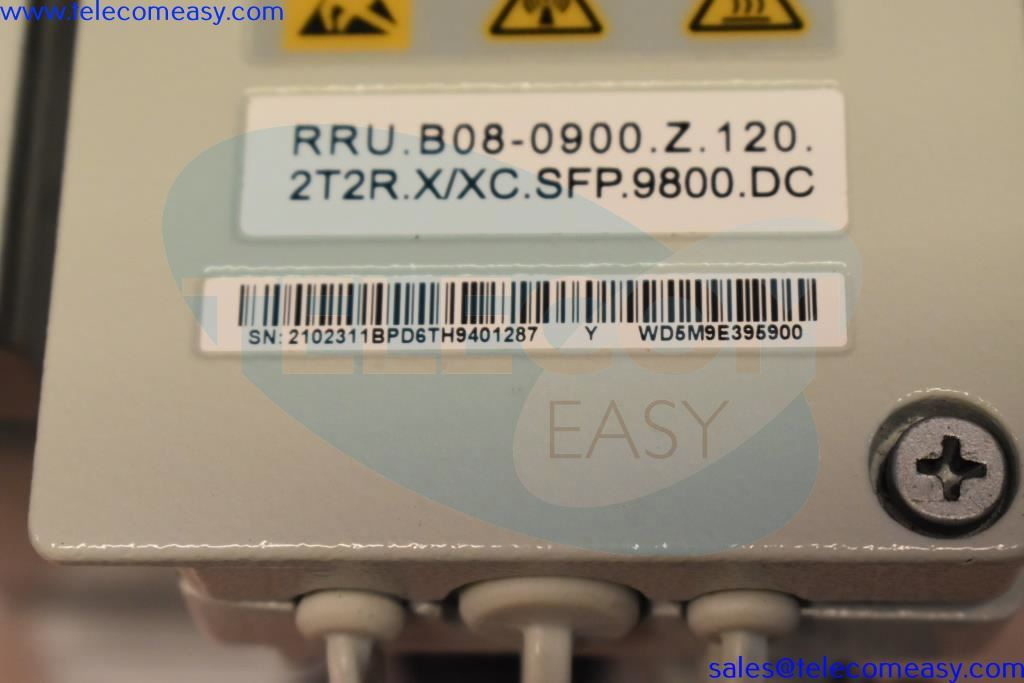 www.telecomeasy.com
RRU.B08-0900.Z.120.
2T2R.X/XC.SFP.9800.DC
SN: 2102311BPD6TH9401287 Y WD5M9E395900
TELECOM
EASY
sales@telecomeasy.com